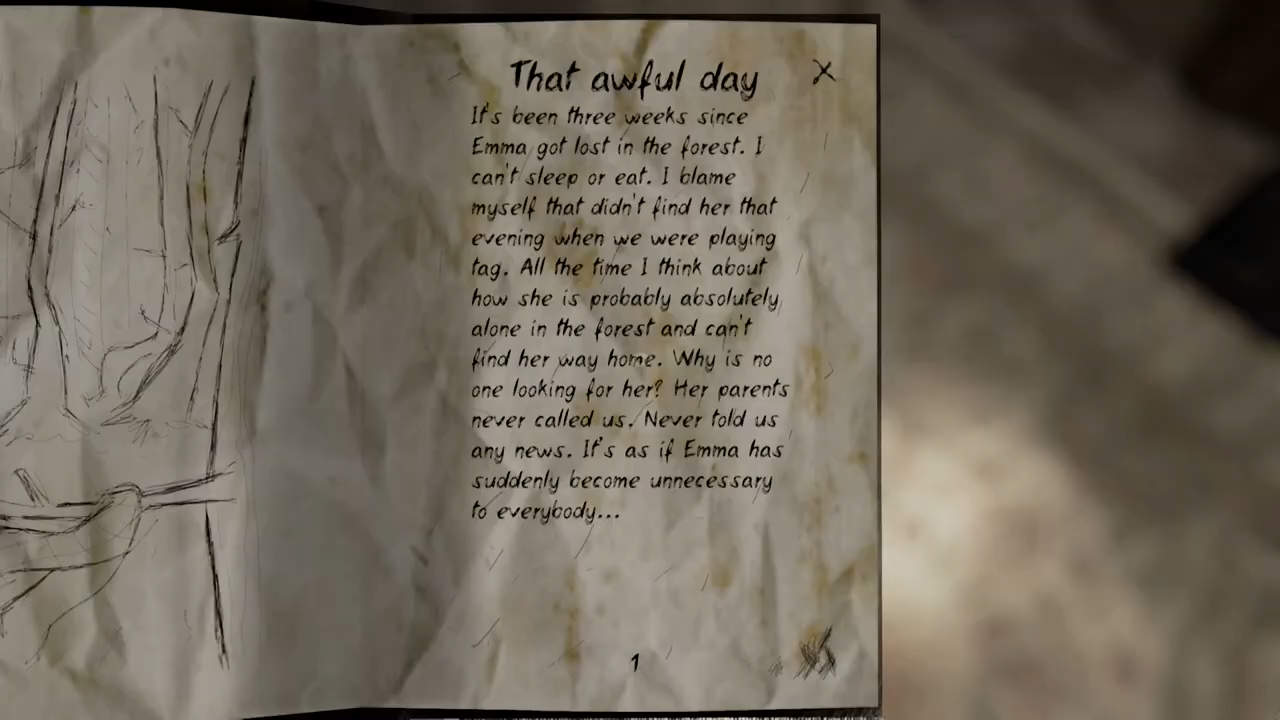 That awful day
It's been three weeks since
Emma got lost in the forest. I
can't sleep or eat. I blame
myself that didn't find her that
evening when we were playing
tag. All the time I think about
how she is probably absolutely
alone in the forest and can't
find her way home. Why is no
one looking for her? Her parents
never called us. Never told us
any news. It's as if Emma has
suddenly become unnecessary
to everybody...
1